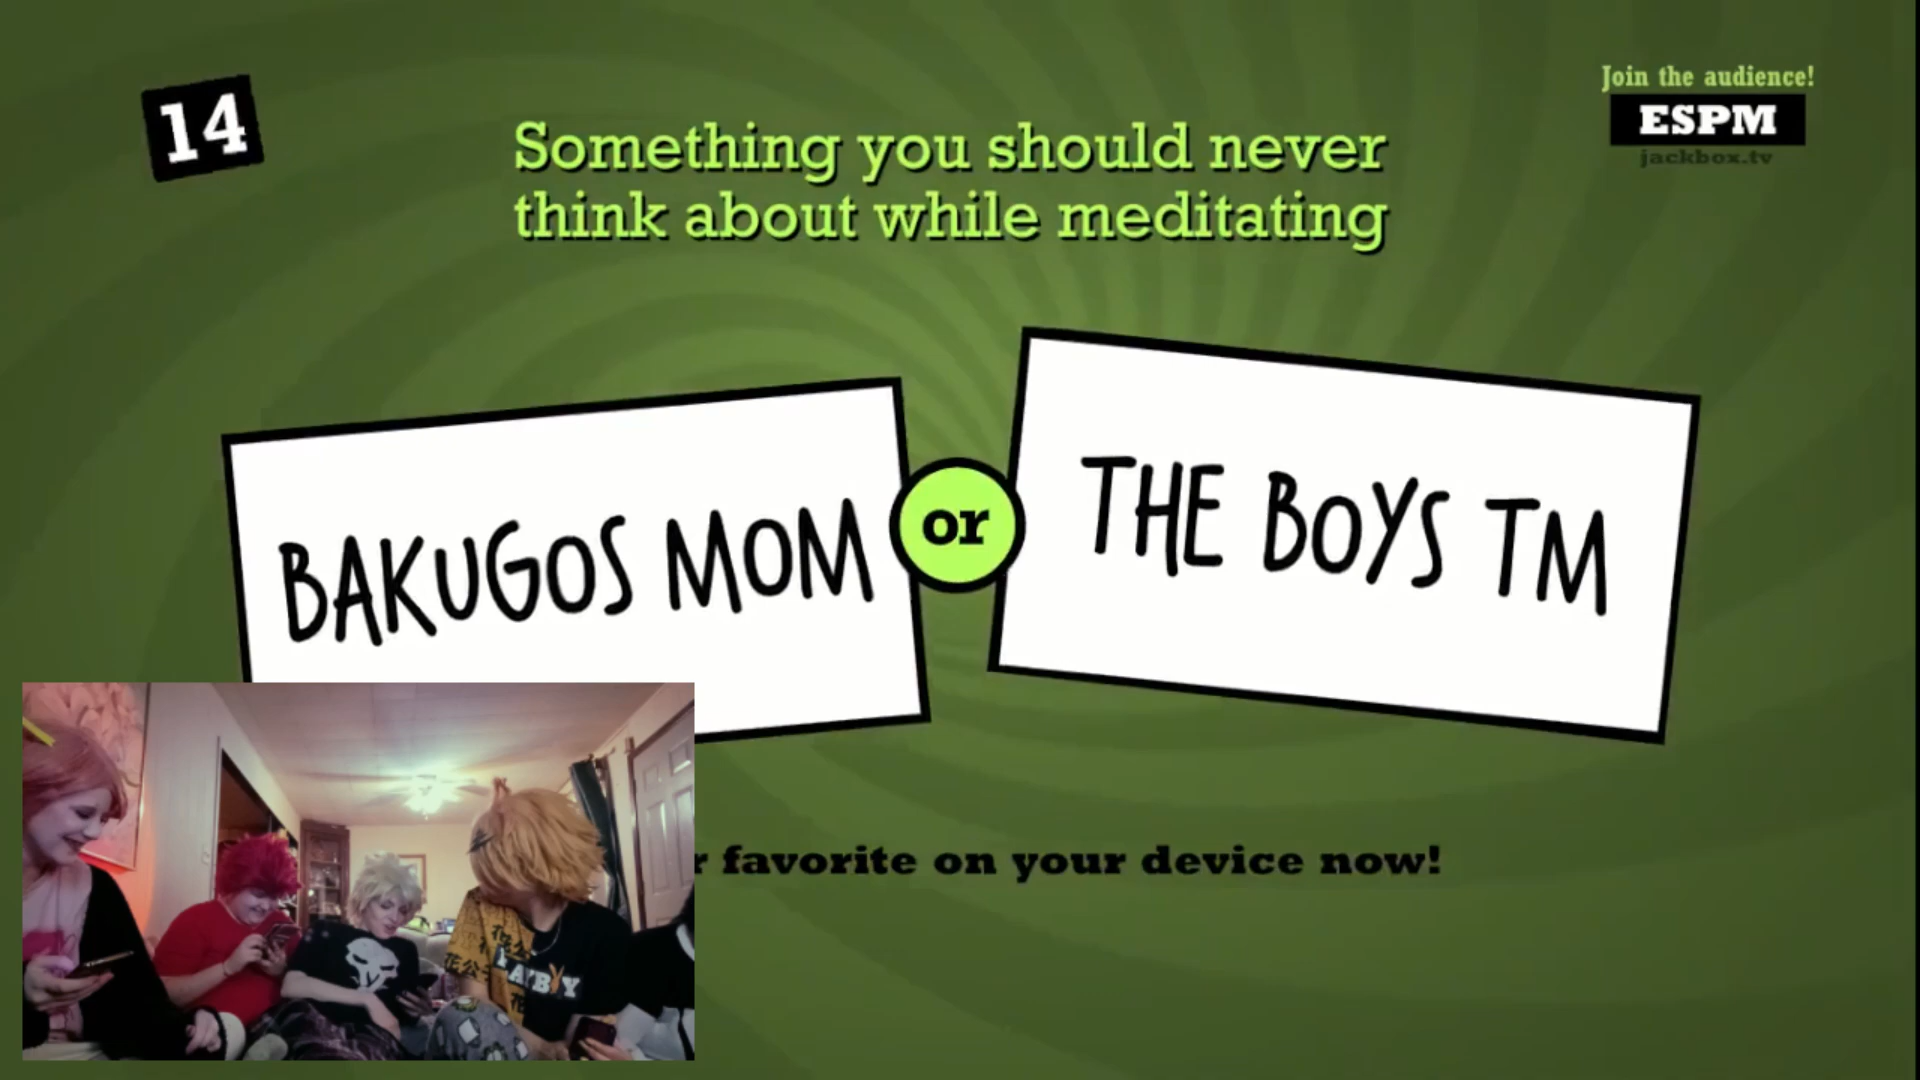 14
Join the audience!
ESPM
jackbox.tv
Something you should never
think about while meditating
BAKUGOS MOM
or
THE BOYS TM
favorite on your device now!